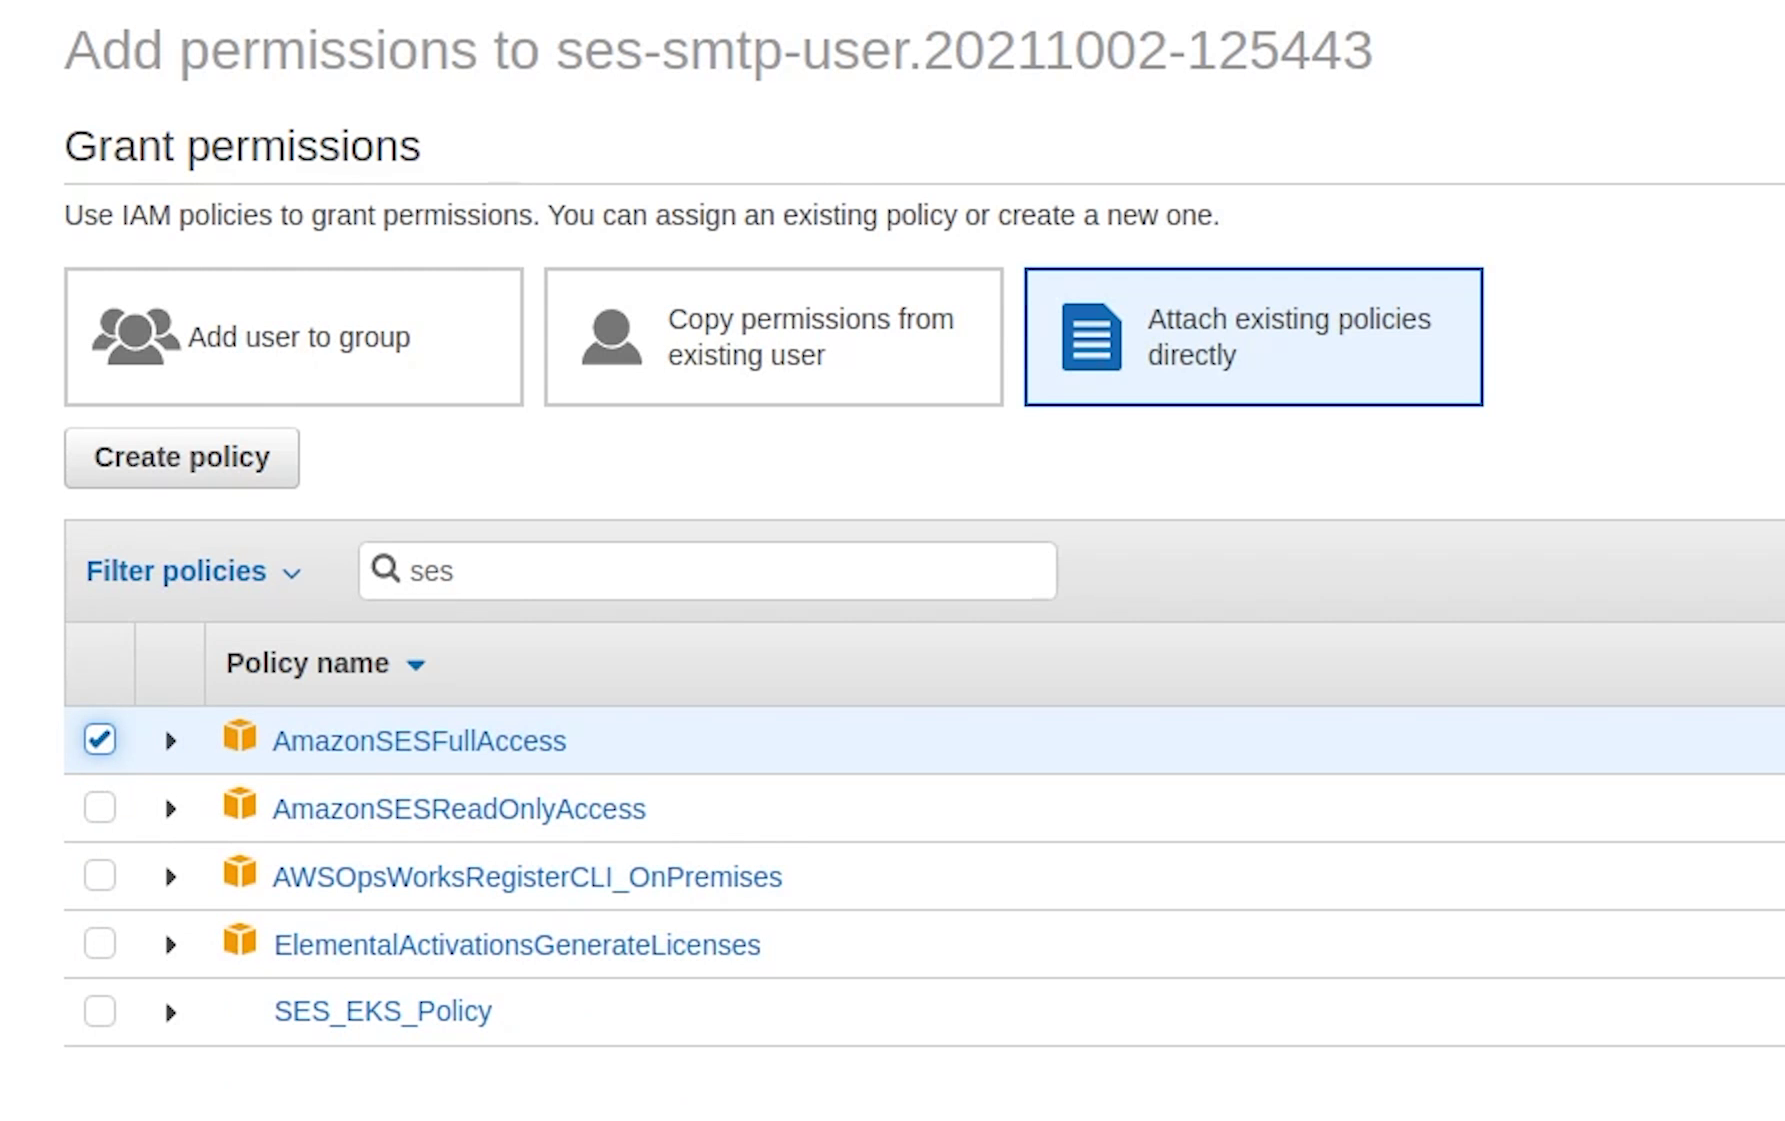 Add permissions to ses-smtp-user.20211002-125443
Grant permissions
Use IAM policies to grant permissions. You can assign an existing policy or create a new one.
Add user to group
Copy permissions from
existing user
Attach existing policies
directly
Create policy
Filter policies
ses
Policy name
AmazonSESFullAccess
AmazonSESReadOnlyAccess
AWSOpsWorksRegisterCLI_OnPremises
ElementalActivationsGenerateLicenses
SES_EKS_Policy